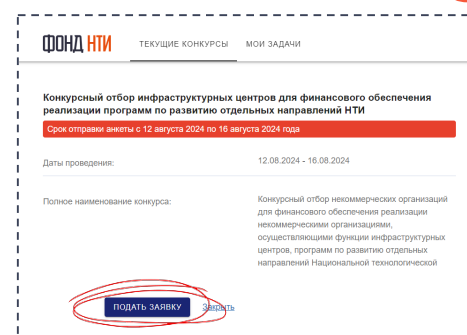 ФОНД НТИ
ТЕКУЩИЕ КОНКУРСЫ
МОИ ЗАДАЧИ
Конкурсный отбор инфраструктурных центров для финансового обеспечения
реализации программ по развитию отдельных направлений НТИ
Срок отправки анкеты с 12 августа 2024 по 16 августа 2024 года
Даты проведения:
12.08.2024 - 16.08.2024
Полное наименование конкурса:
Конкурсный отбор некоммерческих организаций
для финансового обеспечения реализации
некоммерческими организациями,
осуществляющими функции инфраструктурных
центров, программ по развитию отдельных
направлений Национальной технологической
ПОДАТЬ ЗАЯВКУ
Закрыть